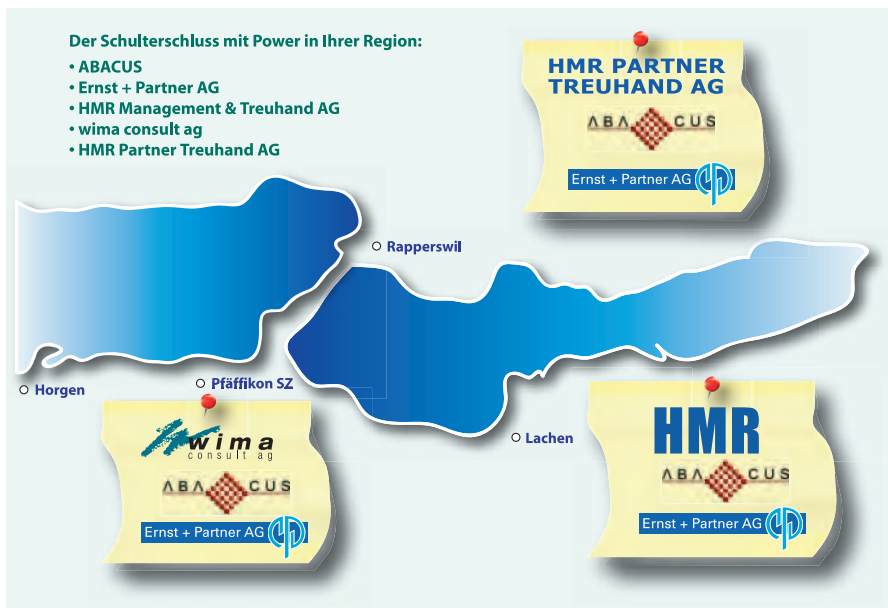 Der Schulterschluss mit Power in Ihrer Region:
• ABACUS
• Ernst + Partner AG
• HMR Management & Treuhand AG
• wima consult ag
• HMR Partner Treuhand AG
HMR PARTNER
TREUHAND AG
ABACUS
Ernst + Partner AG
Rapperswil
Horgen
Pfäffikon SZ
Lachen
wima
consult ag
ABACUS
Ernst + Partner AG
HMR
ABACUS
Ernst + Partner AG